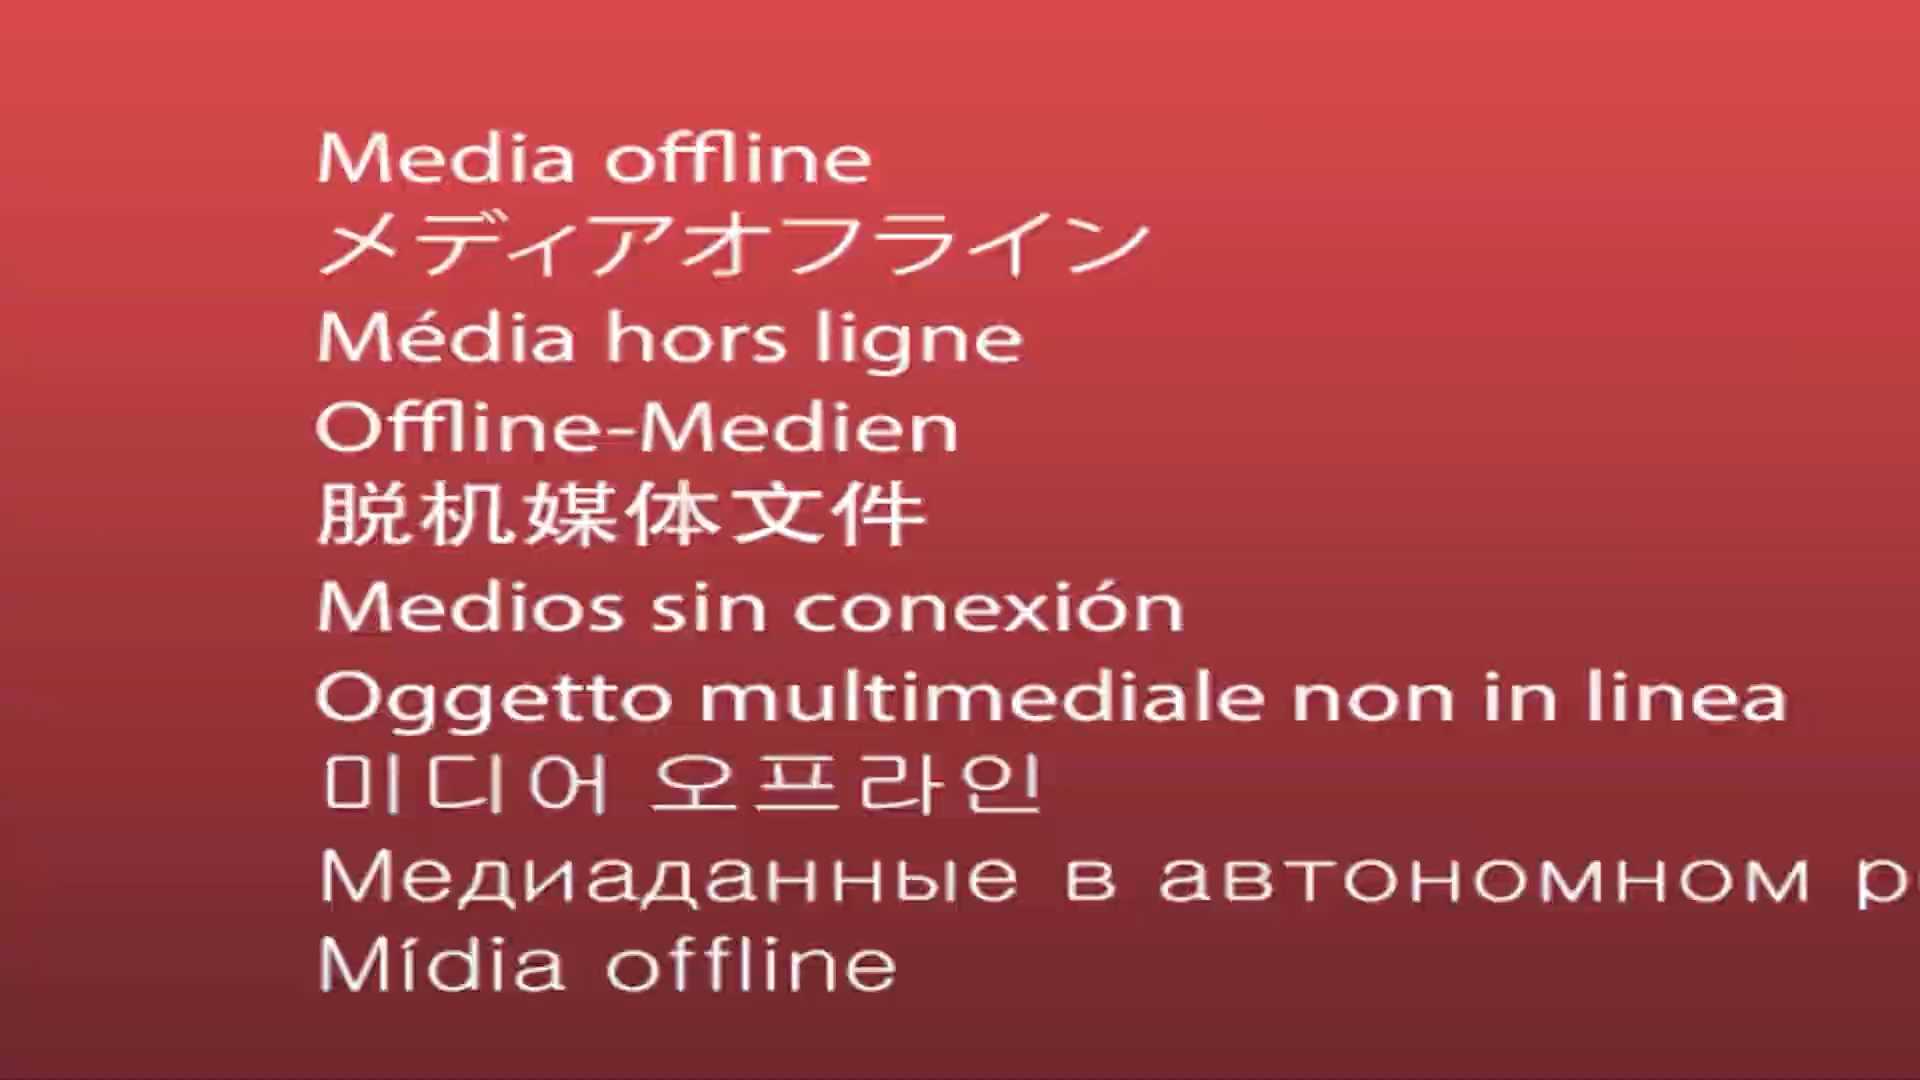 Media offline
メディアオフライン
Média hors ligne
Offline-Medien
脱机媒体文件
Medios sin conexión
Oggetto multimediale non in linea
미디어 오프라인
Медиаданные в автономном
Mídia offline